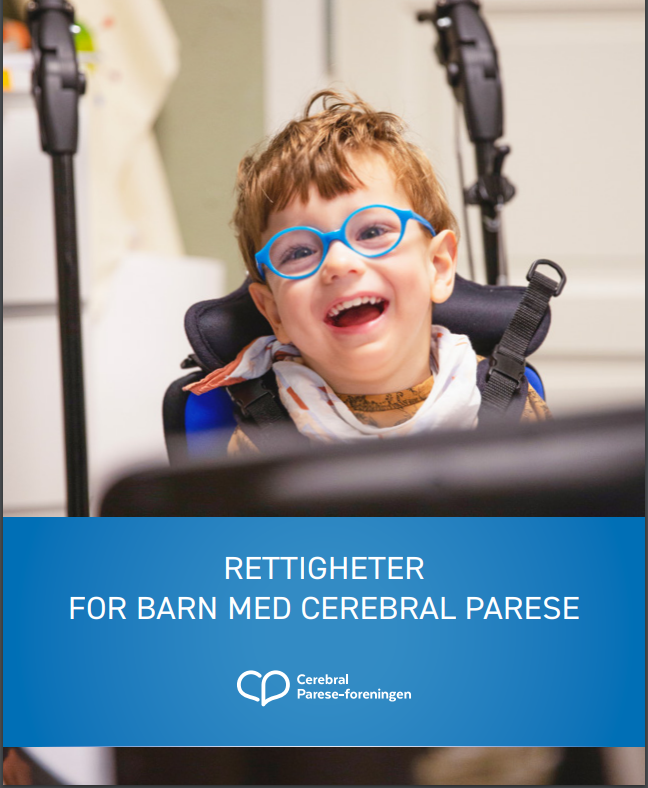 RETTIGHETER
FOR BARN MED CEREBRAL PARESE
Cerebral
Parese-foreningen